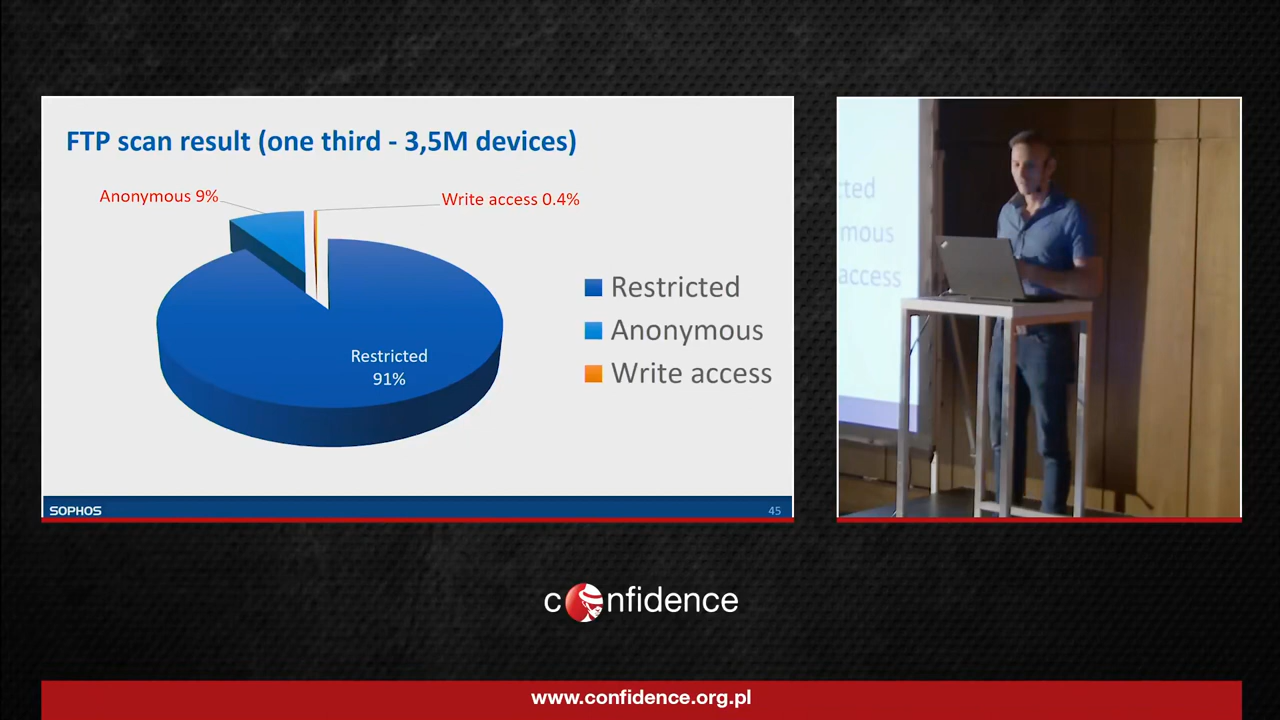 FTP scan result (one third - 3,5M devices)
Anonymous 9%
Write access 0.4%
Restricted
91%
Restricted
Anonymous
Write access
SOPHOS
45
cted
mous
access
confidence
www.confidence.org.pl